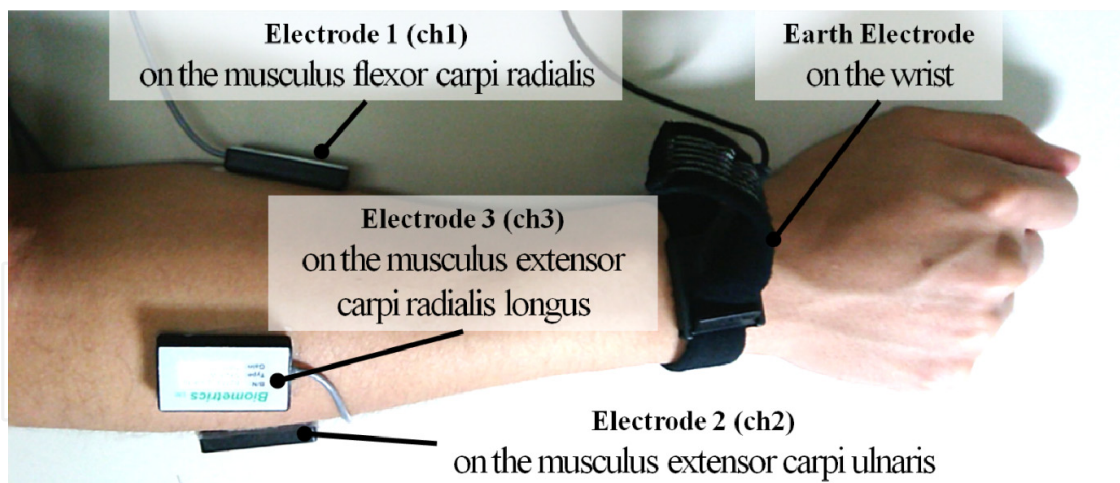 Electrode 1 (ch1)
on the musculus flexor carpi radialis
Earth Electrode
on the wrist
Electrode 3 (ch3)
on the musculus extensor
carpi radialis longus
Biometrics
Electrode 2 (ch2)
on the musculus extensor carpi ulnaris